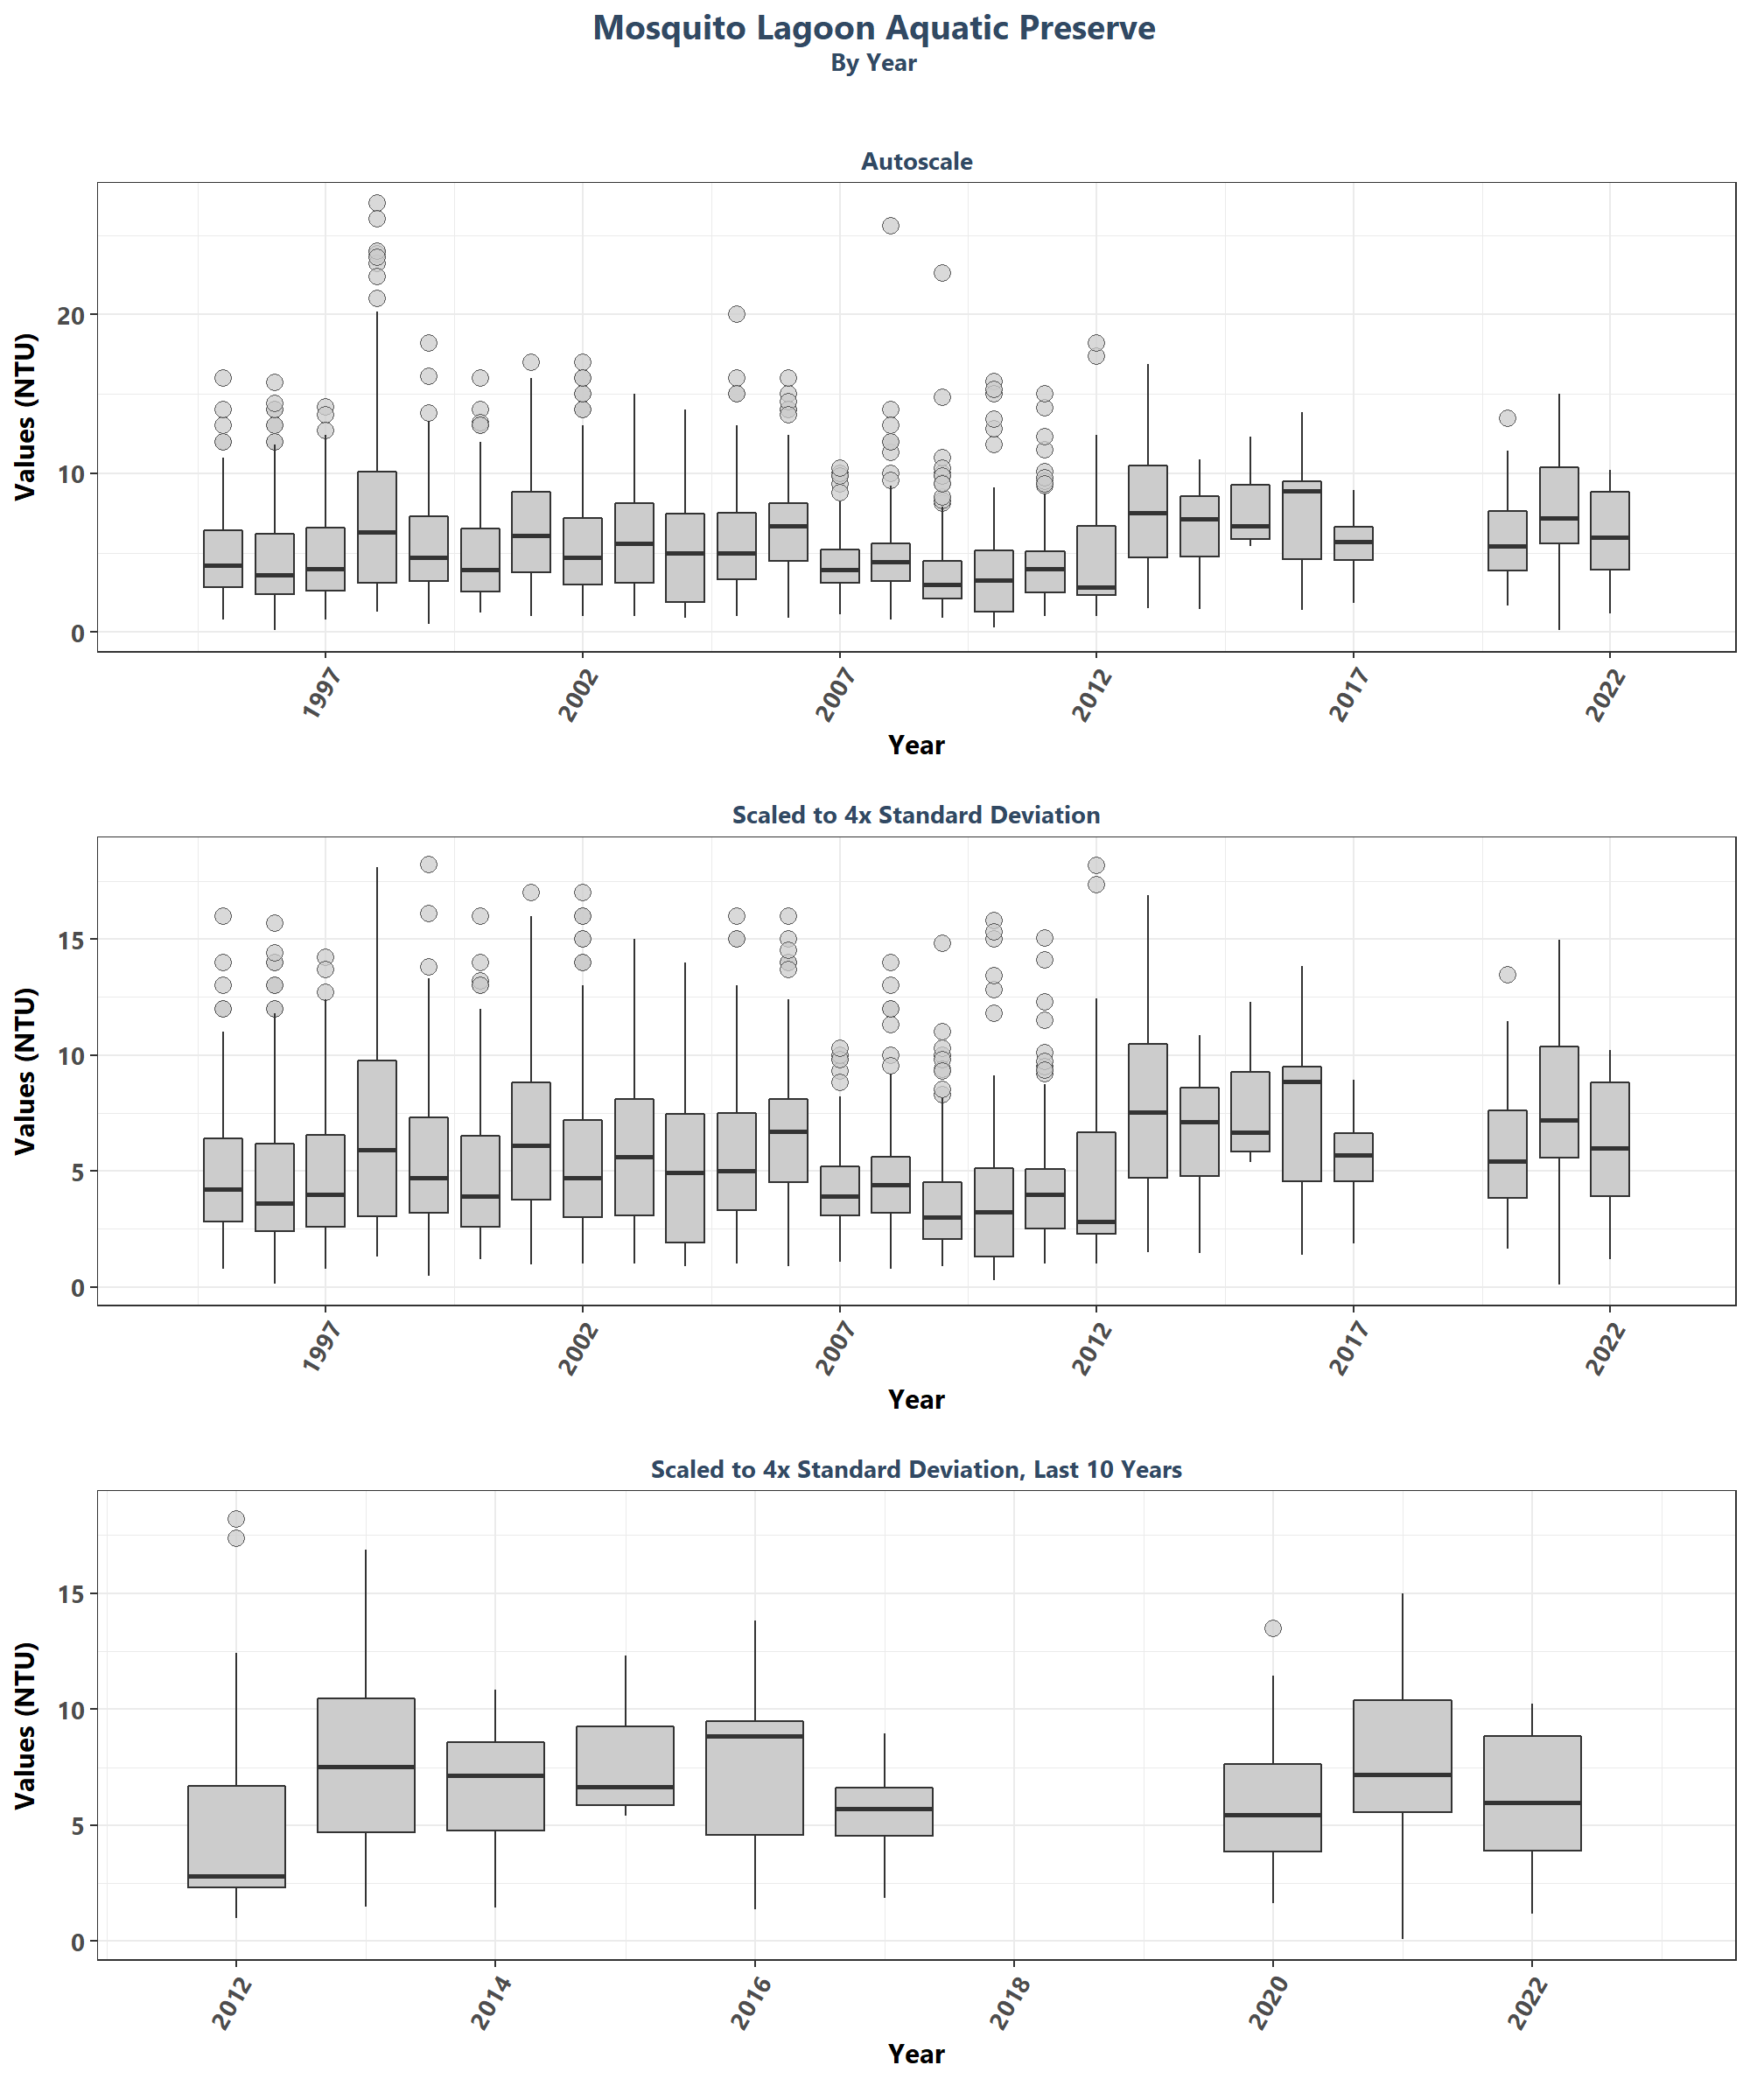 Mosquito Lagoon Aquatic Preserve
By Year
Autoscale
Values (NTU)
20
10
0
1997 2002 2007 2012 2017 2022
Year
Scaled to 4x Standard Deviation
Values (NTU)
15
10
5
0
1997 2002 2007 2012 2017 2022
Year
Scaled to 4x Standard Deviation, Last 10 Years
Values (NTU)
15
10
5
0
2012 2014 2016 2018 2020 2022
Year